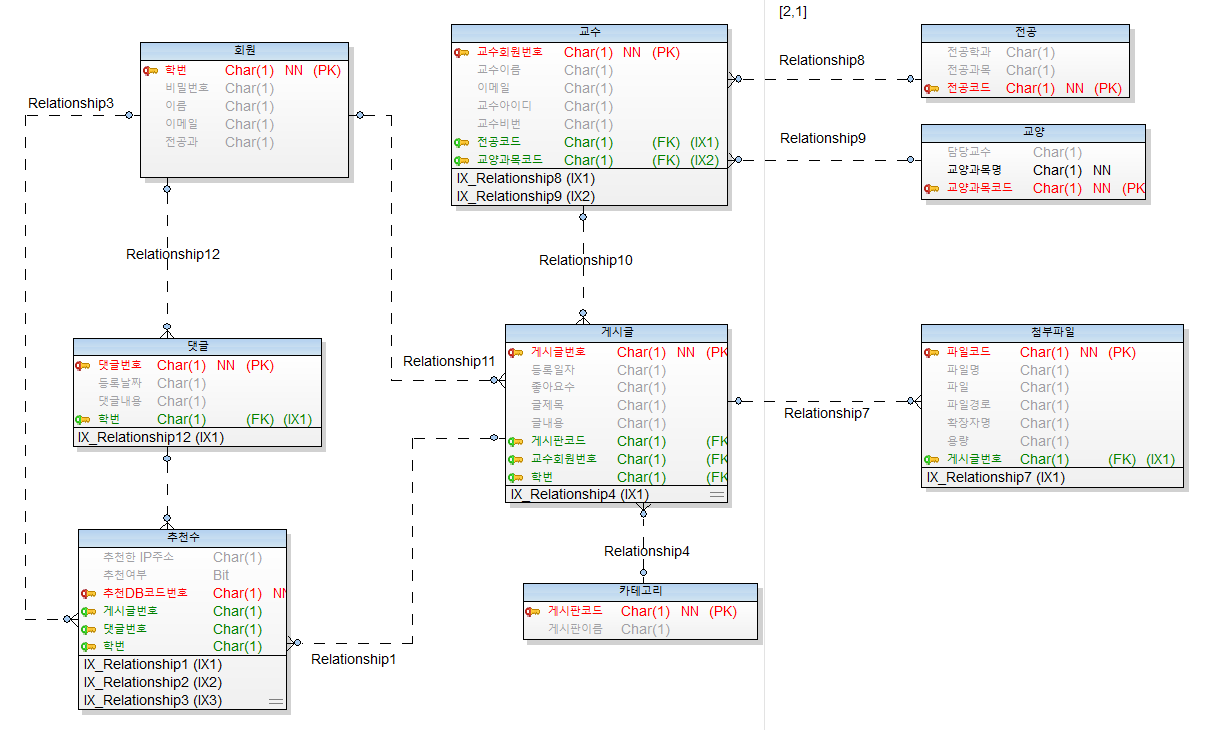 [2,1]
회원
학번 Char(1) NN (PK)
비밀번호 Char(1)
이름 Char(1)
이메일 Char(1)
전공과 Char(1)
교수
교수회원번호 Char(1) NN (PK)
교수이름 Char(1)
이메일 Char(1)
교수아이디 Char(1)
교수비번 Char(1)
전공코드 Char(1) (FK) (IX1)
교양과목코드 Char(1) (FK) (IX2)
IX_Relationship8 (IX1)
IX_Relationship9 (IX2)
Relationship8
전공
전공학과 Char(1)
전공과목 Char(1)
전공코드 Char(1) NN (PK)
Relationship9
교양
담당교수 Char(1)
교양과목명 Char(1) NN
교양과목코드 Char(1) NN (PK
Relationship3
Relationship12
Relationship10
댓글
댓글번호 Char(1) NN (PK)
등록날짜 Char(1)
댓글내용 Char(1)
학번 Char(1) (FK) (IX1)
IX_Relationship12 (IX1)
Relationship11
게시글
게시글번호 Char(1) NN (PK
등록일자 Char(1)
좋아요수 Char(1)
글제목 Char(1)
글내용 Char(1)
게시판코드 Char(1) (FK
교수회원번호 Char(1) (FK
학번 Char(1) (FK
IX_Relationship4 (IX1)
Relationship7
첨부파일
파일코드 Char(1) NN (PK)
파일명 Char(1)
파일 Char(1)
파일경로 Char(1)
확장자명 Char(1)
용량 Char(1)
게시글번호 Char(1) (FK) (IX1)
IX_Relationship7 (IX1)
추천수
추천한 IP주소 Char(1)
추천여부 Bit
추천DB코드번호 Char(1) NN
게시글번호 Char(1)
댓글번호 Char(1)
학번 Char(1)
IX_Relationship1 (IX1)
IX_Relationship2 (IX2)
IX_Relationship3 (IX3)
Relationship1
Relationship4
카테고리
게시판코드 Char(1) NN (PK)
게시판이름 Char(1)